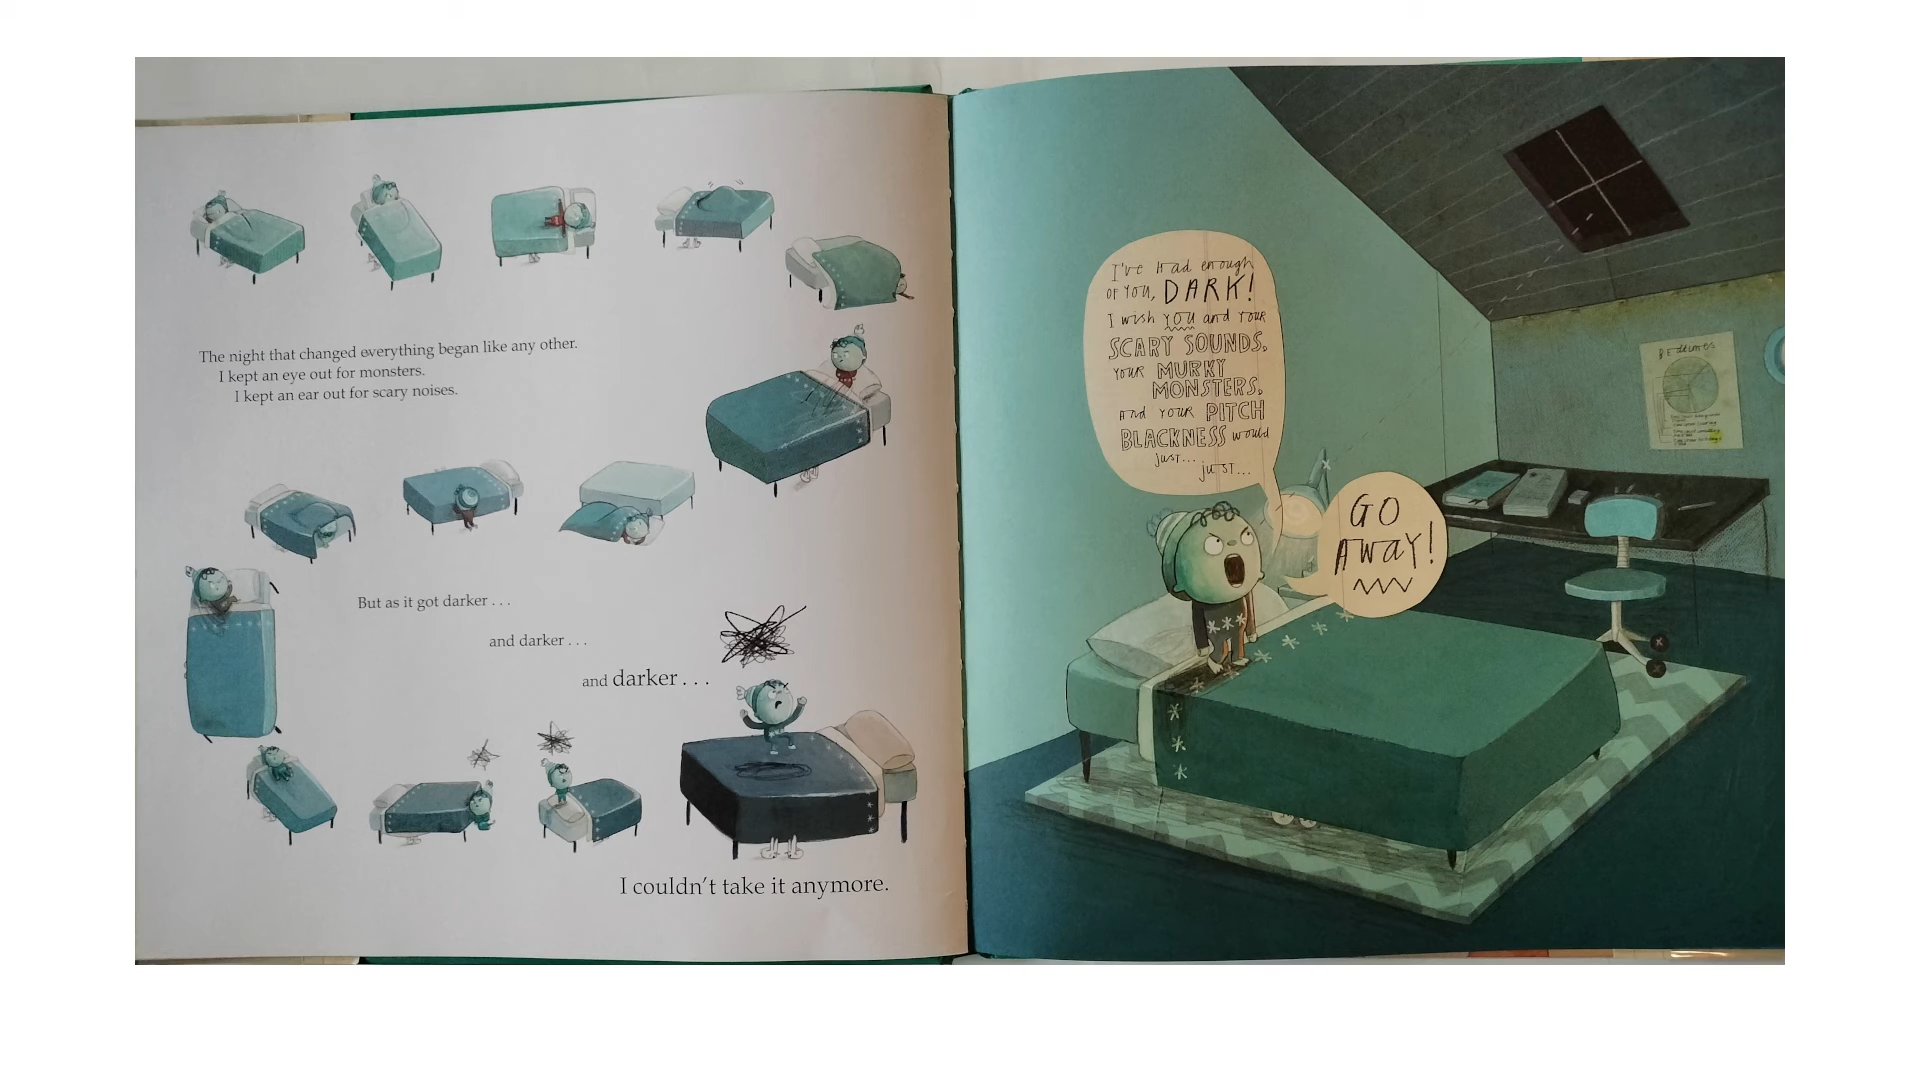 The night that changed everything began like any other.
I kept an eye out for monsters.
I kept an ear out for scary noises.
But as it got darker . . .
and darker . . .
and darker . . .
I couldn't take it anymore.
I've had enough
OF YOU, DARK!
I wish YOU and YOUR
SCARY SOUNDS,
YOUR MURKY
MONSTERS,
And YOUR PITCH
BLACKNESS would
just...
just...
GO
AWAY!
BEdtimes